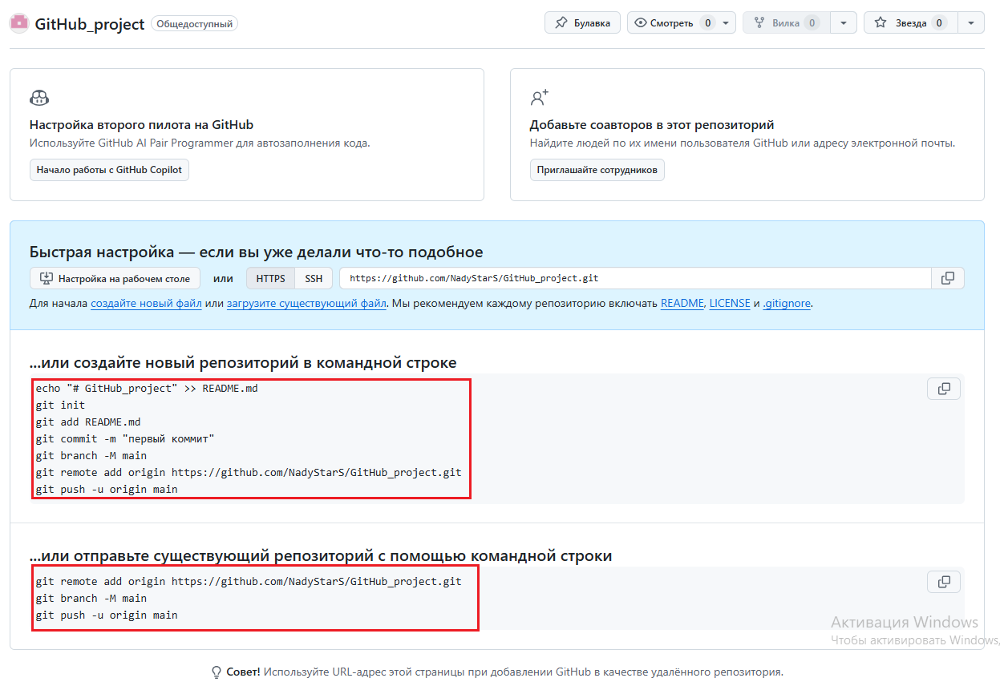 GitHub_project Общедоступный Булавка Смотреть 0 Вилка 0 Звезда 0
Настройка второго пилота на GitHub
Используйте GitHub AI Pair Programmer для автозаполнения кода.
Начало работы с GitHub Copilot
Добавьте соавторов в этот репозиторий
Найдите людей по их имени пользователя GitHub или адресу электронной почты.
Приглашайте сотрудников
Быстрая настройка — если вы уже делали что-то подобное
Настройка на рабочем столе или HTTPS SSH https://github.com/NadyStarS/GitHub_project.git
Для начала создайте новый файл или загрузите существующий файл. Мы рекомендуем каждому репозиторию включать README, LICENSE и .gitignore.
...или создайте новый репозиторий в командной строке
echo "# GitHub_project" >> README.md
git init
git add README.md
git commit -m "первый коммит"
git branch -M main
git remote add origin https://github.com/NadyStarS/GitHub_project.git
git push -u origin main
...или отправьте существующий репозиторий с помощью командной строки
git remote add origin https://github.com/NadyStarS/GitHub_project.git
git branch -M main
git push -u origin main
Активация Windows
Чтобы активировать Windows,
Совет! Используйте URL-адрес этой страницы при добавлении GitHub в качестве удалённого репозитория.